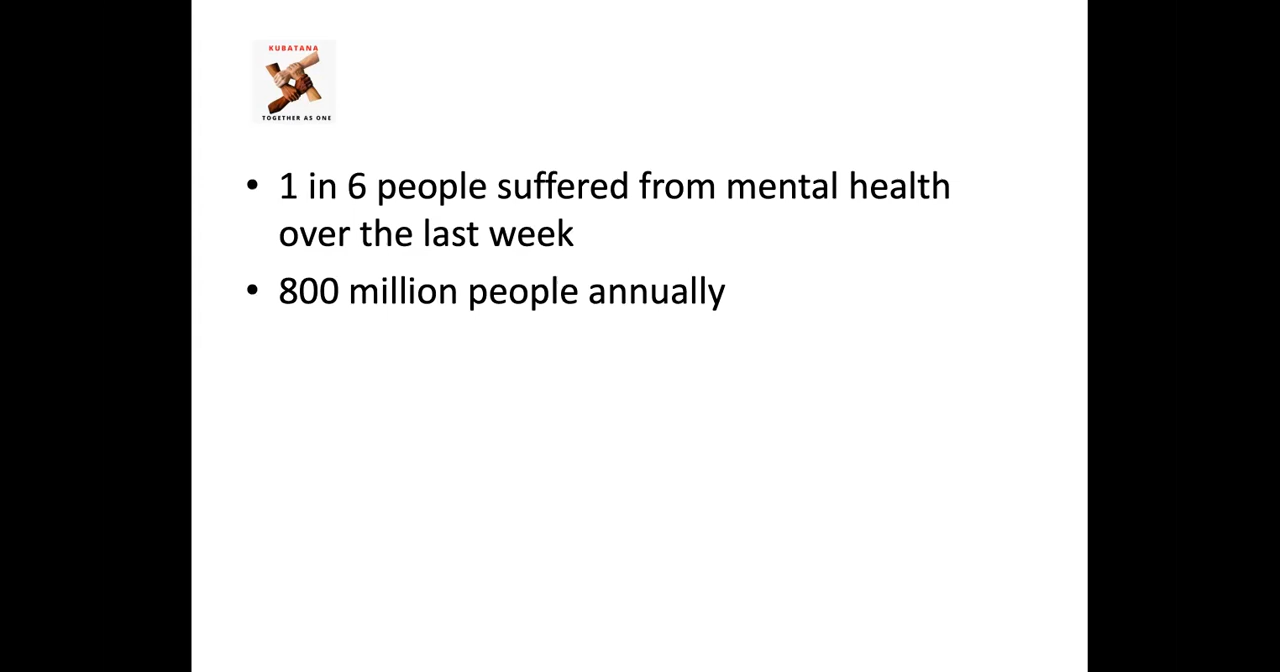 KUBATANA
TOGETHER AS ONE
• 1 in 6 people suffered from mental health
over the last week
• 800 million people annually